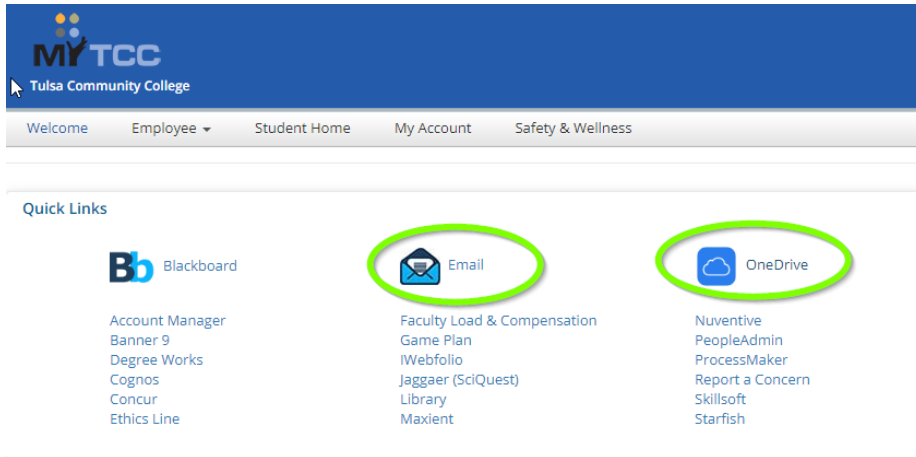 MYTCC
Tulsa Community College
Welcome Employee Student Home My Account Safety & Wellness
Quick Links
Bb Blackboard
Account Manager
Banner 9
Degree Works
Cognos
Concur
Ethics Line
Email
Faculty Load & Compensation
Game Plan
IWebfolio
Jaggaer (SciQuest)
Library
Maxient
OneDrive
Nuventive
PeopleAdmin
ProcessMaker
Report a Concern
Skillsoft
Starfish